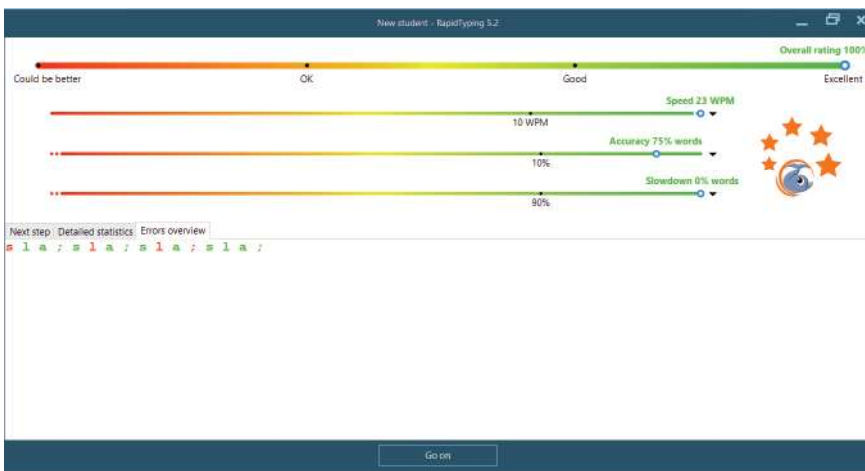 New student - RapidTyping 5.2
Overall rating 100%
Could be better OK Good Excellent
Speed 23 WPM
10 WPM
Accuracy 75% words
10%
Slowdown 0% words
90%
Next step Detailed statistics Errors overview
s l a ; s l a ; s l a ; s l a ;
Go on